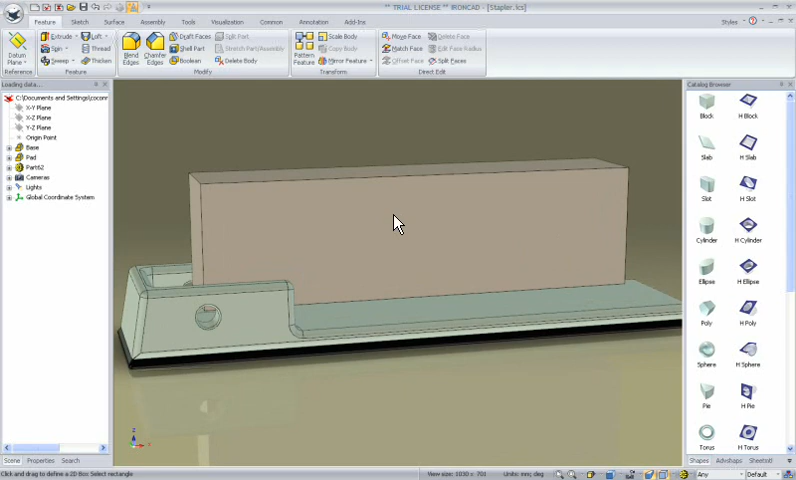 ** TRIAL LICENSE ** IRONCAD - [Stapler.ics]
Feature Sketch Surface Assembly Tools Visualization Common Annotation Add-Ins Styles
Datum Plane
Extrude Loft
Spin Thread
Sweep Thicken
Blend Edges
Chamfer Edges
Draft Faces Split Part
Shell Part Stretch Part/Assembly
Boolean Delete Body
Pattern Feature
Scale Body
Copy Body
Mirror Feature
Move Face Delete Face
Match Face Edit Face Radius
Offset Face Split Faces
Reference Feature Modify Transform Direct Edit
Loading data...
X-Y Plane
X-Z Plane
Y-Z Plane
Origin Point
Base
Pad
Part62
Cameras
Lights
Global Coordinate System
Catalog Browser
Block H Block
Slab H Slab
Slot H Slot
Cylinder H Cylinder
Ellipse H Ellipse
Poly H Poly
Sphere H Sphere
Pie H Pie
Torus H Torus
Scene Properties Search
Shapes Advshaps Sheetm
Click and drag to define a 2D Box Select rectangle
Units: mm; deg
Any
Default